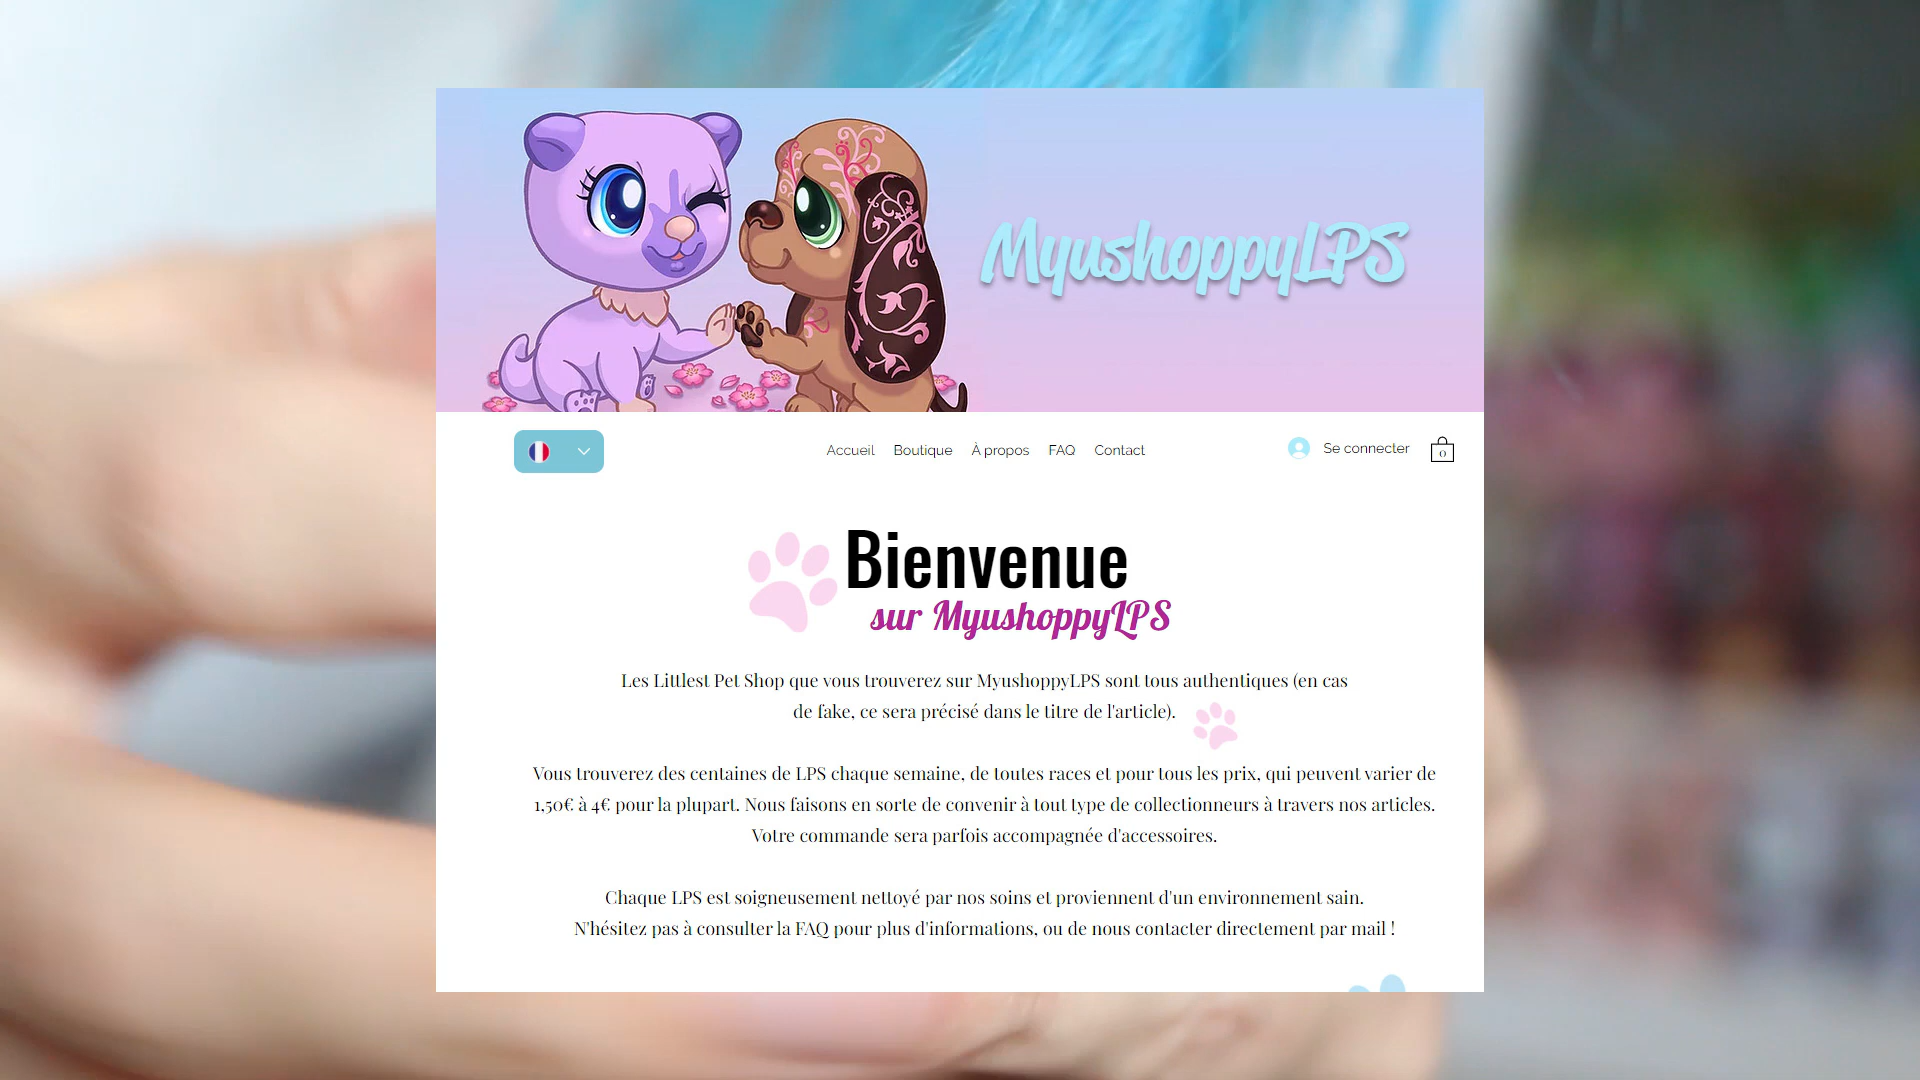 MyushoppyLPS
Accueil Boutique À propos FAQ Contact Se connecter 0
Bienvenue
sur MyushoppyLPS
Les Littlest Pet Shop que vous trouverez sur MyushoppyLPS sont tous authentiques (en cas
de fake, ce sera précisé dans le titre de l'article).
Vous trouverez des centaines de LPS chaque semaine, de toutes races et pour tous les prix, qui peuvent varier de
1,50€ à 4€ pour la plupart. Nous faisons en sorte de convenir à tout type de collectionneurs à travers nos articles.
Votre commande sera parfois accompagnée d'accessoires.
Chaque LPS est soigneusement nettoyé par nos soins et proviennent d'un environnement sain.
N'hésitez pas à consulter la FAQ pour plus d'informations, ou de nous contacter directement par mail !